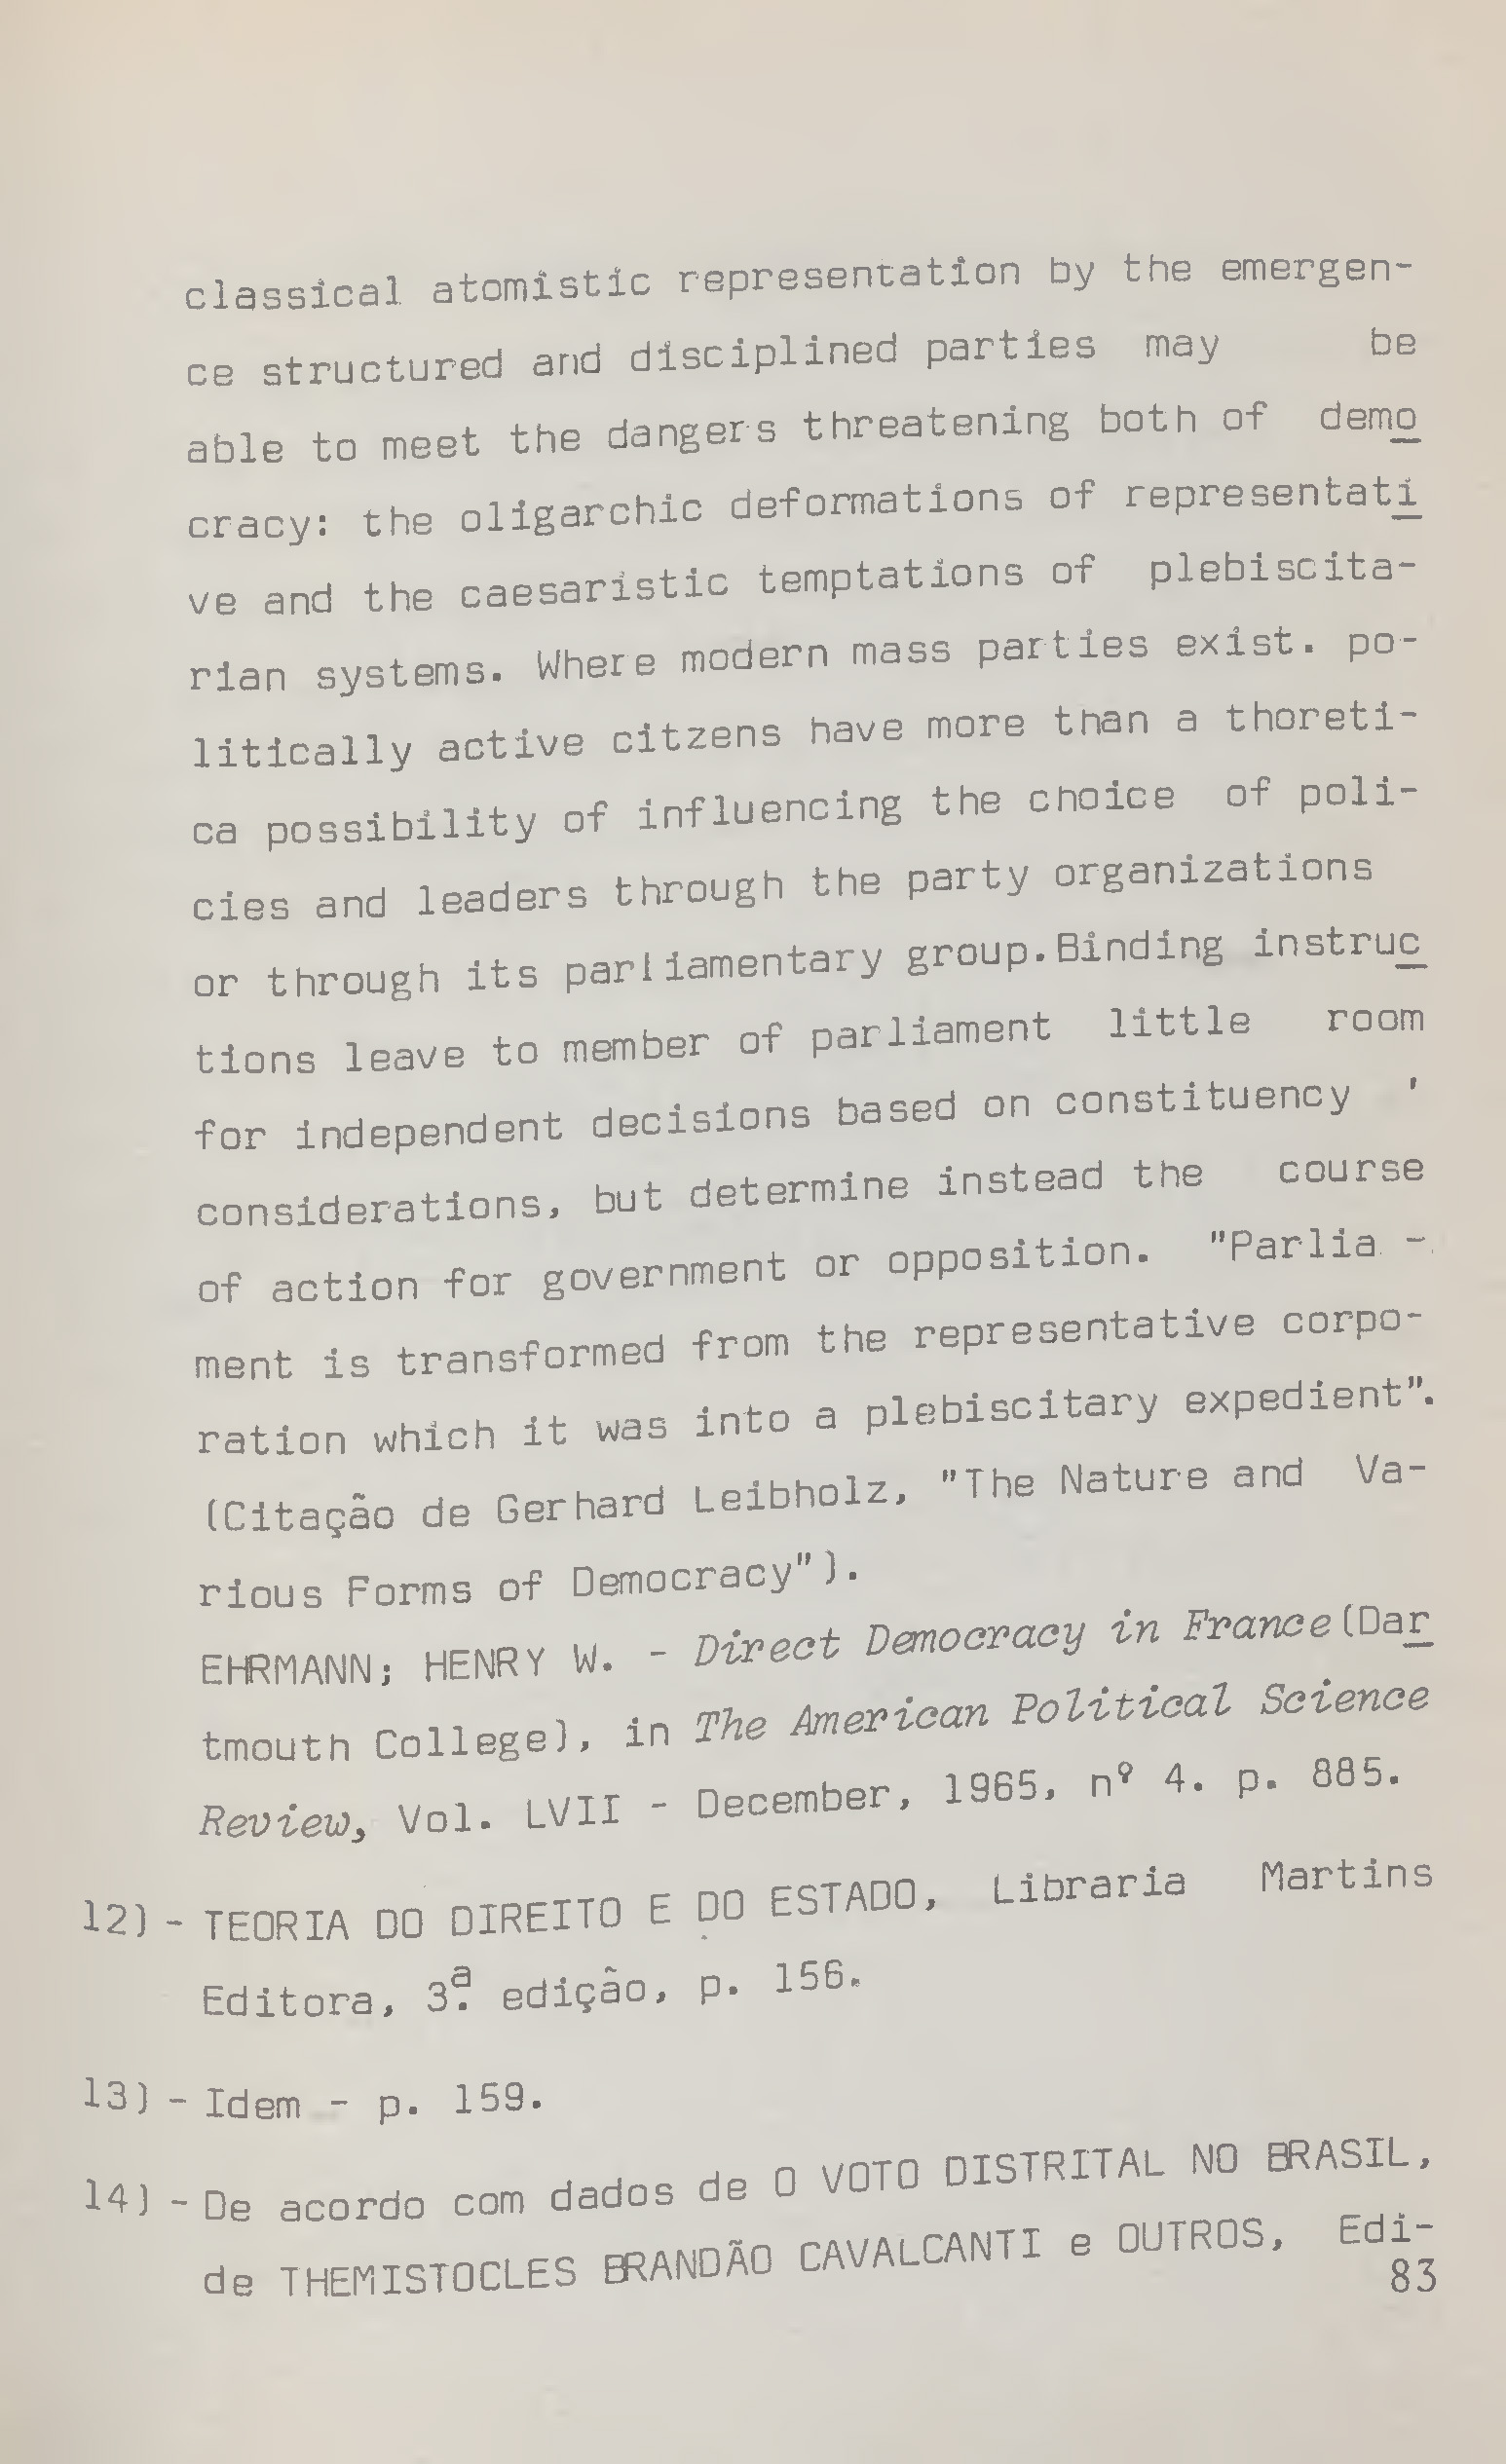 classical atomistic representation by the emergen-
ce structured and disciplined parties may be
able to meet the dangers threatening both of demo
cracy: the oligarchic deformations of representati
ve and the caesaristic temptations of plebiscita-
rian systems. Where modern mass parties exist. po-
litically active citzens have more than a thoreti-
ca possibility of influencing the choice of poli-
cies and leaders through the party organizations
or through its parliamentary group.Binding instruc
tions leave to member of parliament little room
for independent decisions based on constituency '
considerations, but determine instead the course
of action for government or opposition. "Parlia -
ment is transformed from the representative corpo-
ration which it was into a plebiscitary expedient".
(Citação de Gerhard Leibholz, "The Nature and Va-
rious Forms of Democracy").
EHRMANN; HENRY W. - Direct Democracy in France(Dar
tmouth College), in The American Political Science
Review, Vol. LVII - December, 1965, nº 4. p. 885.
12) - TEORIA DO DIREITO E DO ESTADO, Libraria Martins
Editora, 3ª. edição, p. 156.
13) - Idem - p. 159.
14) - De acordo com dados de O VOTO DISTRITAL NO BRASIL,
de THEMISTOCLES BRANDÃO CAVALCANTI e OUTROS, Edi-
83